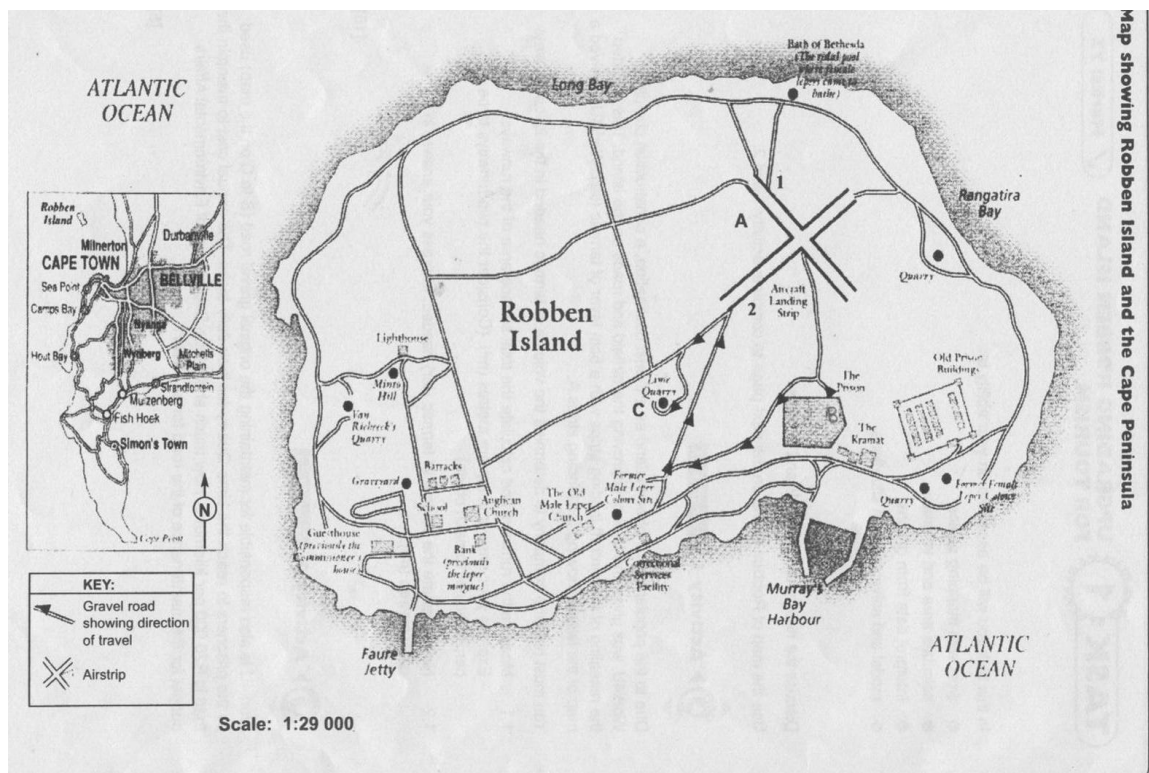 Map showing Robben Island and the Cape Peninsula
ATLANTIC
OCEAN
Long Bay
Bath of Bethesda
(The tidal pool
where female
lepers came to
bathe)
Rangatira
Bay
1
A
2
Aircraft
Landing
Strip
Quarry
Robben
Island
Lighthouse
Minto
Hill
Van
Riebeeck's
Quarry
Lime
Quarry
C
The
Prison
B
Old Prison
Buildings
The
Kramat
Graveyard
Barracks
School
Anglican
Church
The Old
Male Leper
Church
Former
Male Leper
Colony Site
Quarry
Former Female
Leper Colony
Site
Guesthouse
(previously the
Commissioner's
house)
Bank
(previously
the leper
morgue)
Correctional
Services
Facility
Murray's
Bay
Harbour
Faure
Jetty
ATLANTIC
OCEAN
Robben
Island
Milnerton
Durbanville
CAPE TOWN
BELLVILLE
Sea Point
Camps Bay
Nyanga
Hout Bay
Wynberg
Mitchells
Plain
Strandfontein
Muizenberg
Fish Hoek
Simon's Town
N
Cape Point
KEY:
Gravel road
showing direction
of travel
Airstrip
Scale: 1:29 000